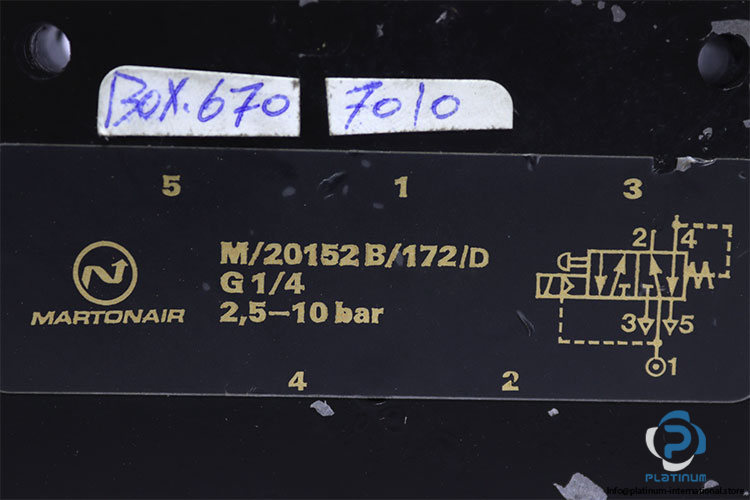 BOX.670 7010
5 1 3
M/20152 B/172/D
G 1/4
2,5–10 bar
MARTONAIR
2 4
3 5
1
4 2
PLATINUM
info@platinum-international.store